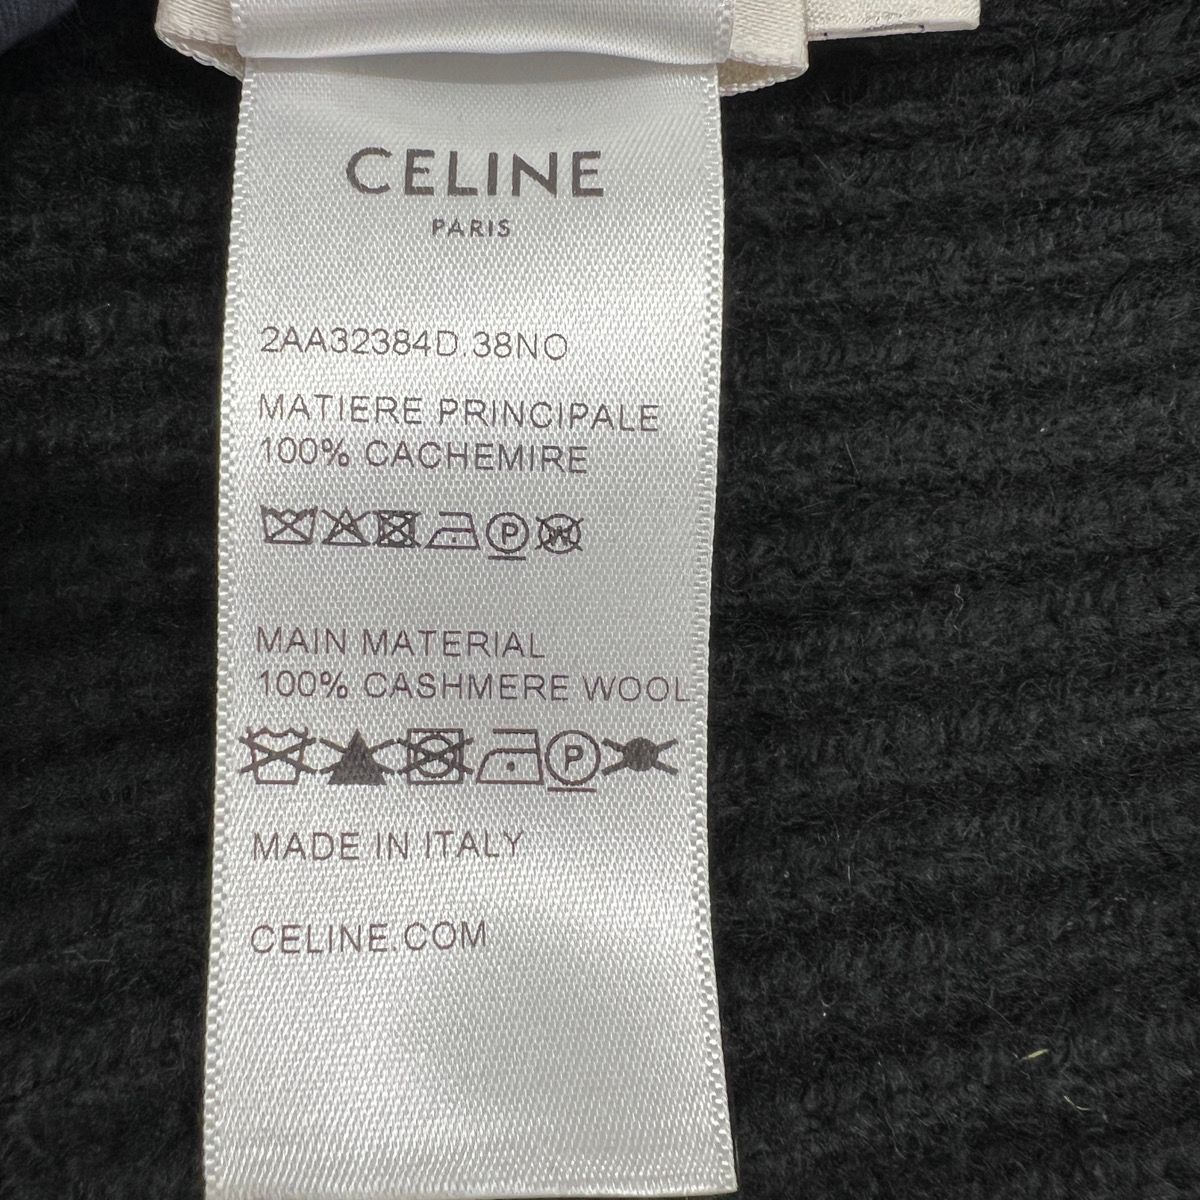 CELINE
PARIS
2AA32384D.38NO
MATIERE PRINCIPALE
100% CACHEMIRE
P W
MAIN MATERIAL
100% CASHMERE WOOL
P
MADE IN ITALY
CELINE.COM